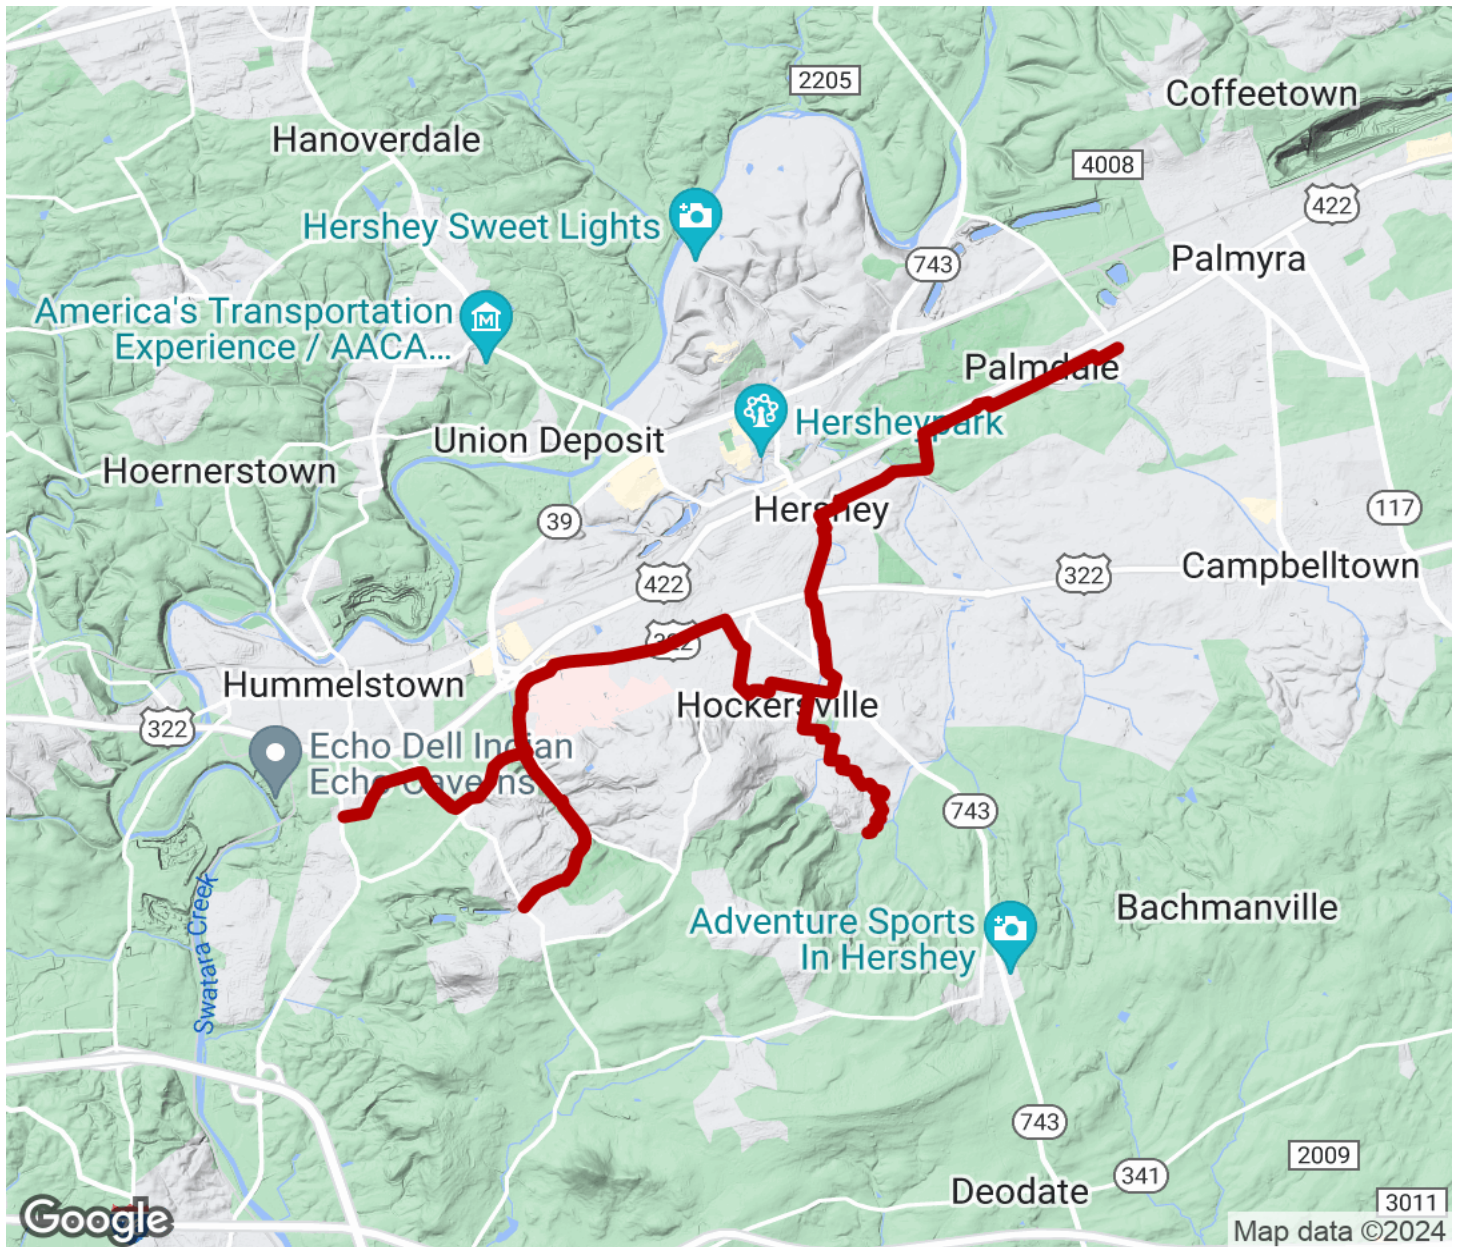 2205
Coffeetown
Hanoverdale
4008
422
Hershey Sweet Lights
743
Palmyra
America's Transportation
Experience / AACA...
Palmdale
Hersheypark
Union Deposit
Hoernerstown
Hershey
39
117
422
322
Campbelltown
322
Hummelstown
Hockersville
322
Echo Dell Indian
Echo Caverns
743
Swatara Creek
Adventure Sports
In Hershey
Bachmanville
743
2009
341
Deodate
3011
Google
Map data ©2024